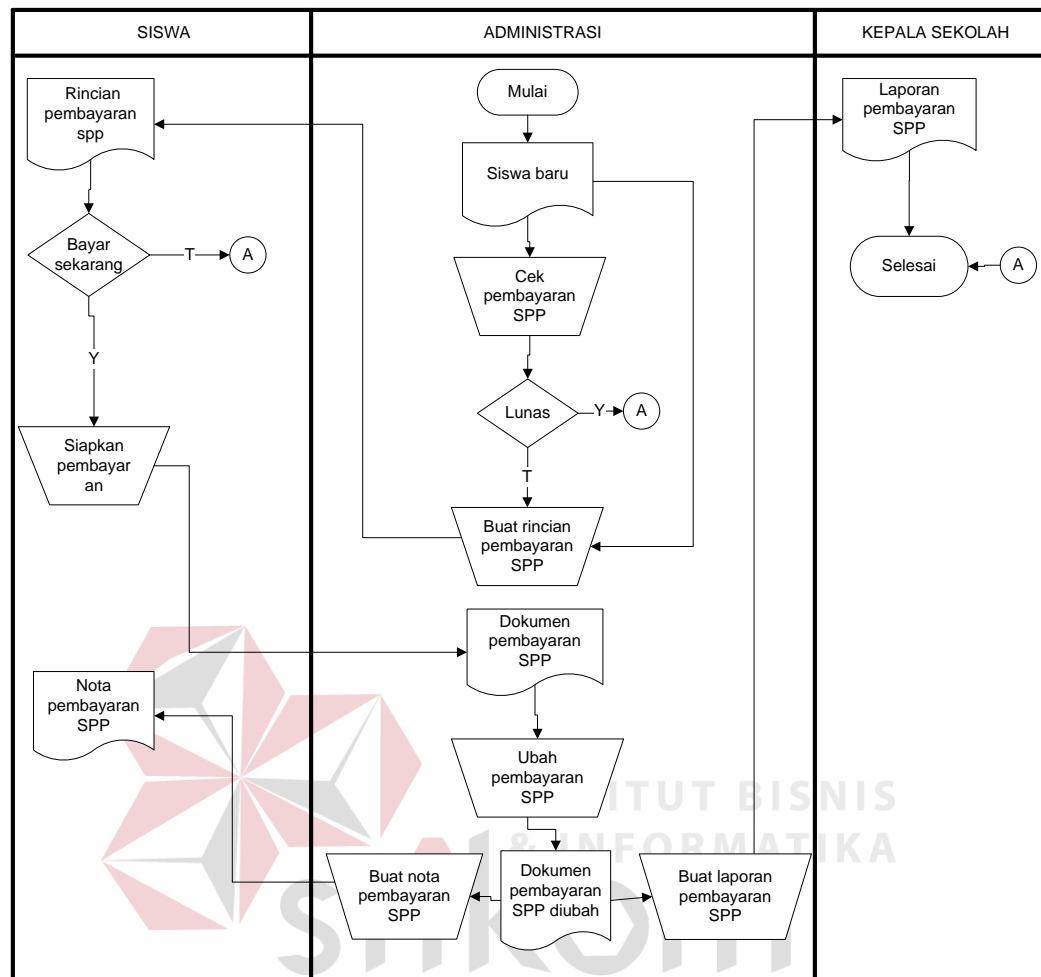 SISWA
ADMINISTRASI
KEPALA SEKOLAH
Rincian
pembayaran
spp
Bayar
sekarang
T
A
Y
Siapkan
pembayar
an
Nota
pembayaran
SPP
Mulai
Siswa baru
Cek
pembayaran
SPP
Lunas
Y
A
T
Buat rincian
pembayaran
SPP
Dokumen
pembayaran
SPP
Ubah
pembayaran
SPP
Buat nota
pembayaran
SPP
Dokumen
pembayaran
SPP diubah
Buat laporan
pembayaran
SPP
Laporan
pembayaran
SPP
Selesai
A
ITUT BISNIS
& INFORMATIKA
stikom